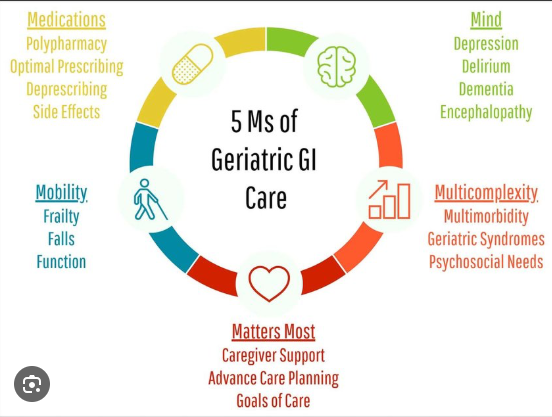 Medications
Polypharmacy
Optimal Prescribing
Deprescribing
Side Effects
Mind
Depression
Delirium
Dementia
Encephalopathy
5 Ms of
Geriatric GI
Care
Mobility
Frailty
Falls
Function
Multicomplexity
Multimorbidity
Geriatric Syndromes
Psychosocial Needs
Matters Most
Caregiver Support
Advance Care Planning
Goals of Care